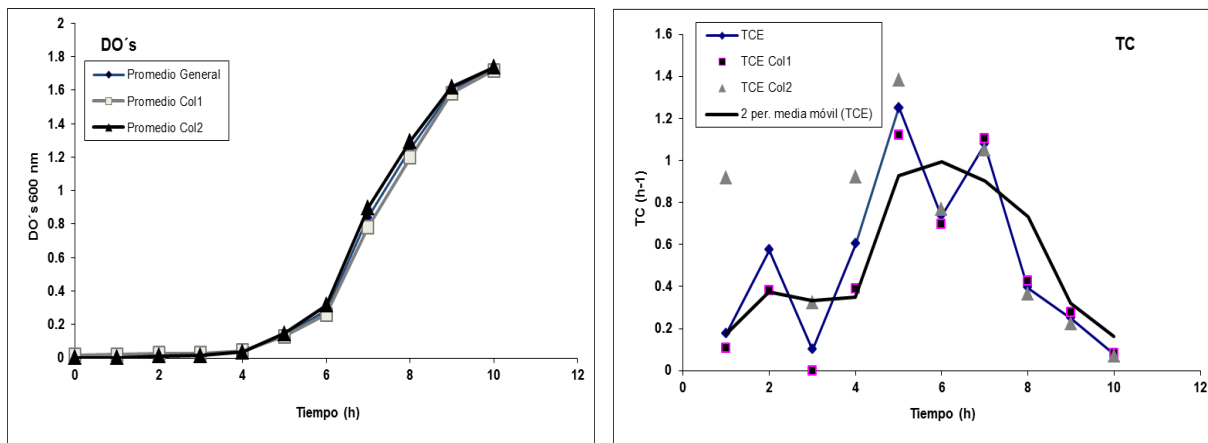 DO´s
Promedio General
Promedio Col1
Promedio Col2
DO´s 600 nm
2
1.8
1.6
1.4
1.2
1
0.8
0.6
0.4
0.2
0
0 2 4 6 8 10 12
Tiempo (h)
TC
TCE
TCE Col1
TCE Col2
2 per. media móvil (TCE)
TC (h-1)
1.6
1.4
1.2
1
0.8
0.6
0.4
0.2
0
0 2 4 6 8 10 12
Tiempo (h)